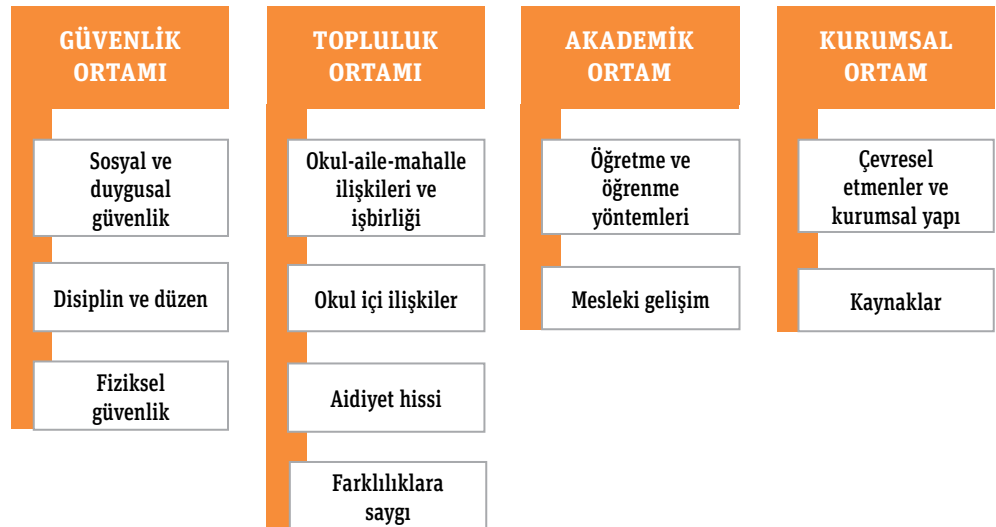 GÜVENLİK
ORTAMI
Sosyal ve
duygusal
güvenlik
Disiplin ve düzen
Fiziksel
güvenlik
TOPLULUK
ORTAMI
Okul-aile-mahalle
ilişkileri ve
işbirliği
Okul içi ilişkiler
Aidiyet hissi
Farklılıklara
saygı
AKADEMİK
ORTAM
Öğretme ve
öğrenme
yöntemleri
Mesleki gelişim
KURUMSAL
ORTAM
Çevresel
etmenler ve
kurumsal yapı
Kaynaklar